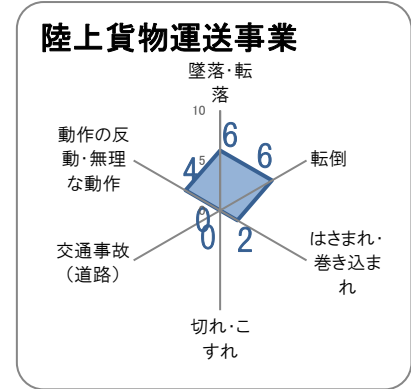 陸上貨物運送事業
墜落・転
落
10
6
5
6
転倒
4
動作の反
動・無理
な動作
0
0
0
2
はさまれ・
巻き込ま
れ
交通事故
(道路)
切れ・こ
すれ